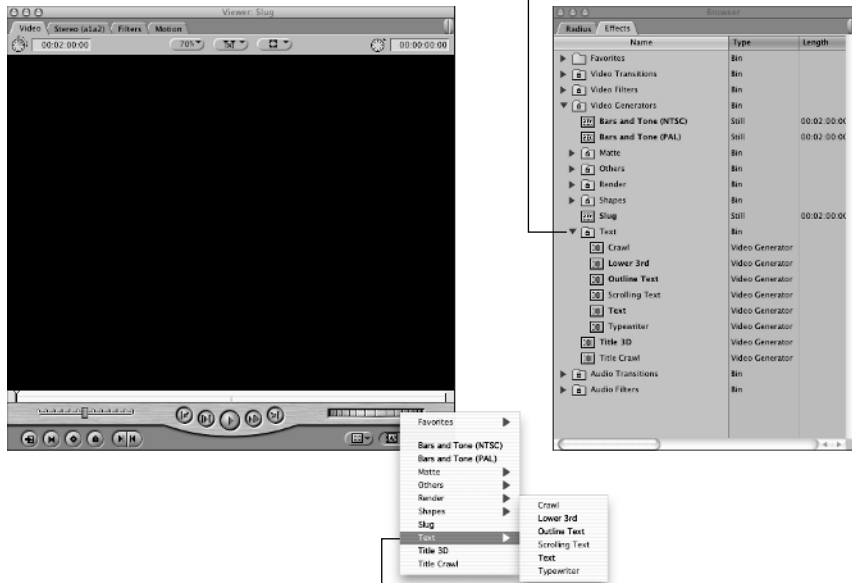 Viewer: Slug
Video Stereo (a1a2) Filters Motion
00:02:00:00 70% 00:00:00:00
Browser
Radius Effects
Name Type Length
Favorites Bin
Video Transitions Bin
Video Filters Bin
Video Generators Bin
Bars and Tone (NTSC) Still 00:02:00:00
Bars and Tone (PAL) Still 00:02:00:00
Matte Bin
Others Bin
Render Bin
Shapes Bin
Slug Still 00:02:00:00
Text Bin
Crawl Video Generator
Lower 3rd Video Generator
Outline Text Video Generator
Scrolling Text Video Generator
Text Video Generator
Typewriter Video Generator
Title 3D Video Generator
Title Crawl Video Generator
Audio Transitions Bin
Audio Filters Bin
Favorites
Bars and Tone (NTSC)
Bars and Tone (PAL)
Matte
Others
Render
Shapes
Slug
Text
Title 3D
Title Crawl
Crawl
Lower 3rd
Outline Text
Scrolling Text
Text
Typewriter